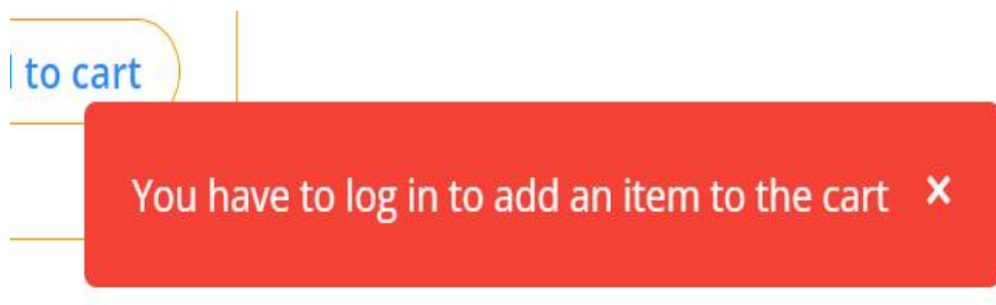 to cart
You have to log in to add an item to the cart ×